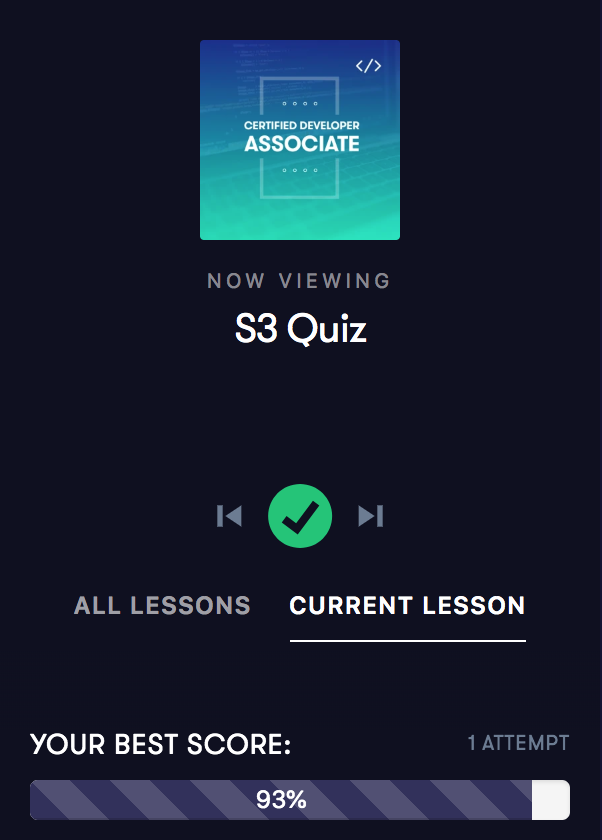 </>
CERTIFIED DEVELOPER
ASSOCIATE
NOW VIEWING
S3 Quiz
ALL LESSONS CURRENT LESSON
YOUR BEST SCORE: 1 ATTEMPT
93%